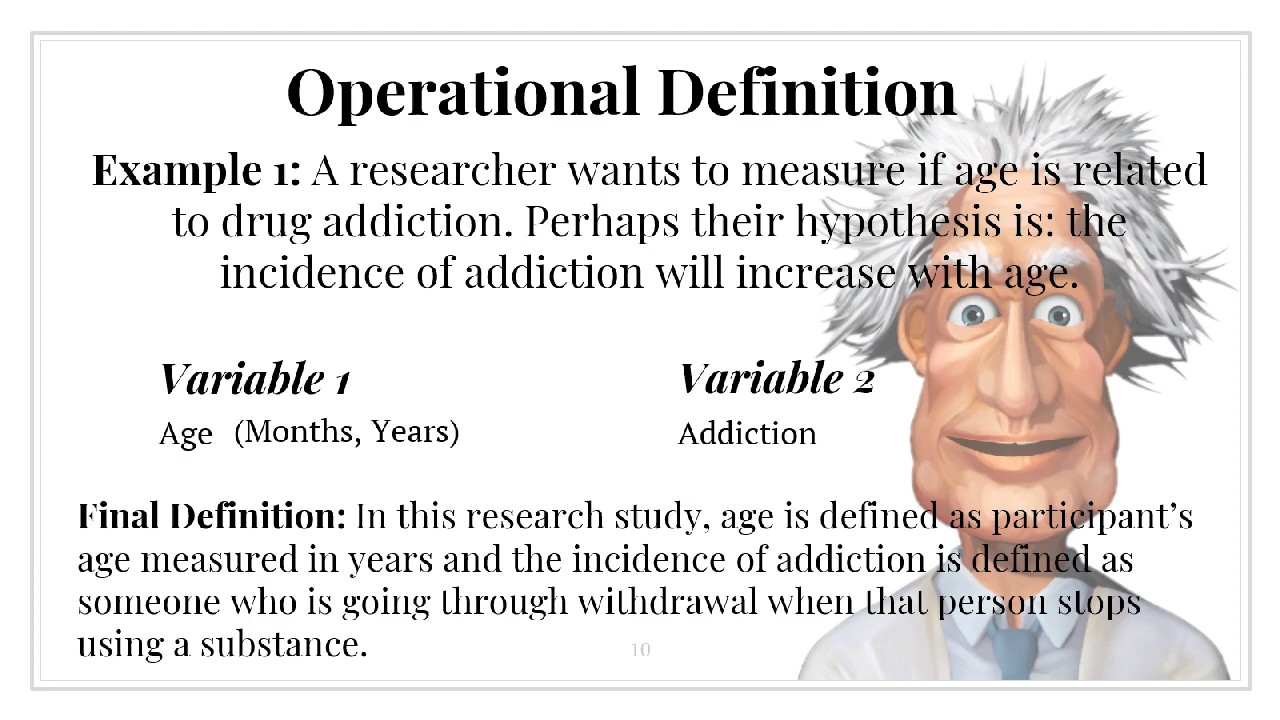 Operational Definition
Example 1: A researcher wants to measure if age is related
to drug addiction. Perhaps their hypothesis is: the
incidence of addiction will increase with age.
Variable 1
Variable 2
Age (Months, Years)
Addiction
Final Definition: In this research study, age is defined as participant’s
age measured in years and the incidence of addiction is defined as
someone who is going through withdrawal when that person stops
using a substance.
10